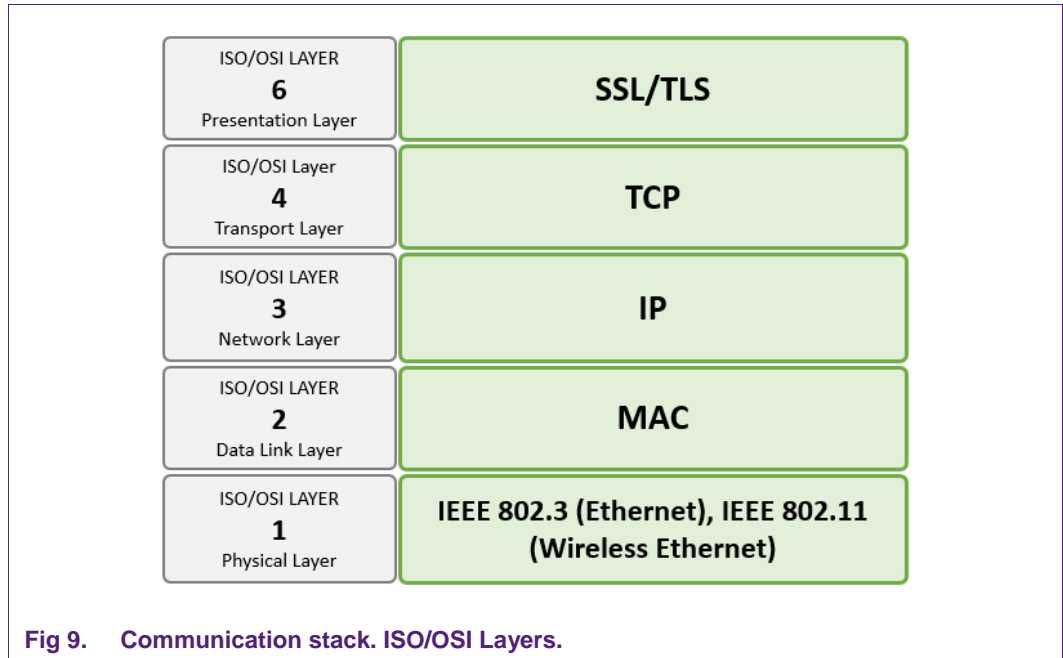 ISO/OSI LAYER
6
Presentation Layer
SSL/TLS
ISO/OSI Layer
4
Transport Layer
TCP
ISO/OSI LAYER
3
Network Layer
IP
ISO/OSI LAYER
2
Data Link Layer
MAC
ISO/OSI LAYER
1
Physical Layer
IEEE 802.3 (Ethernet), IEEE 802.11
(Wireless Ethernet)
Fig 9. Communication stack. ISO/OSI Layers.